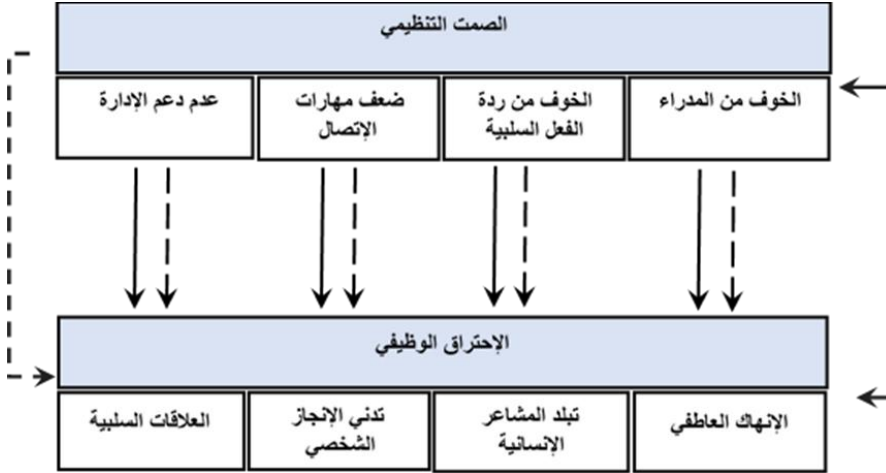 الصمت التنظيمي
الخوف من المدراء
الخوف من ردة
الفعل السلبية
ضعف مهارات
الإتصال
عدم دعم الإدارة
الإحتراق الوظيفي
الإنهاك العاطفي
تبلد المشاعر
الإنسانية
تدني الإنجاز
الشخصي
العلاقات السلبية